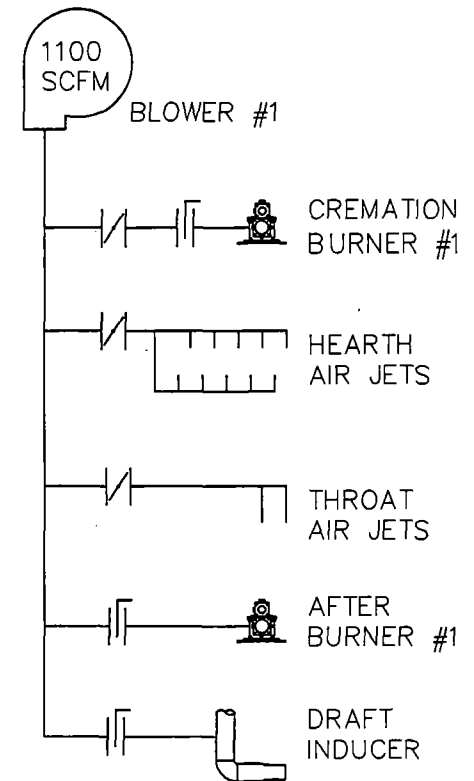 1100
SCFM
BLOWER #1
CREMATION
BURNER #1
HEARTH
AIR JETS
THROAT
AIR JETS
AFTER
BURNER #1
DRAFT
INDUCER